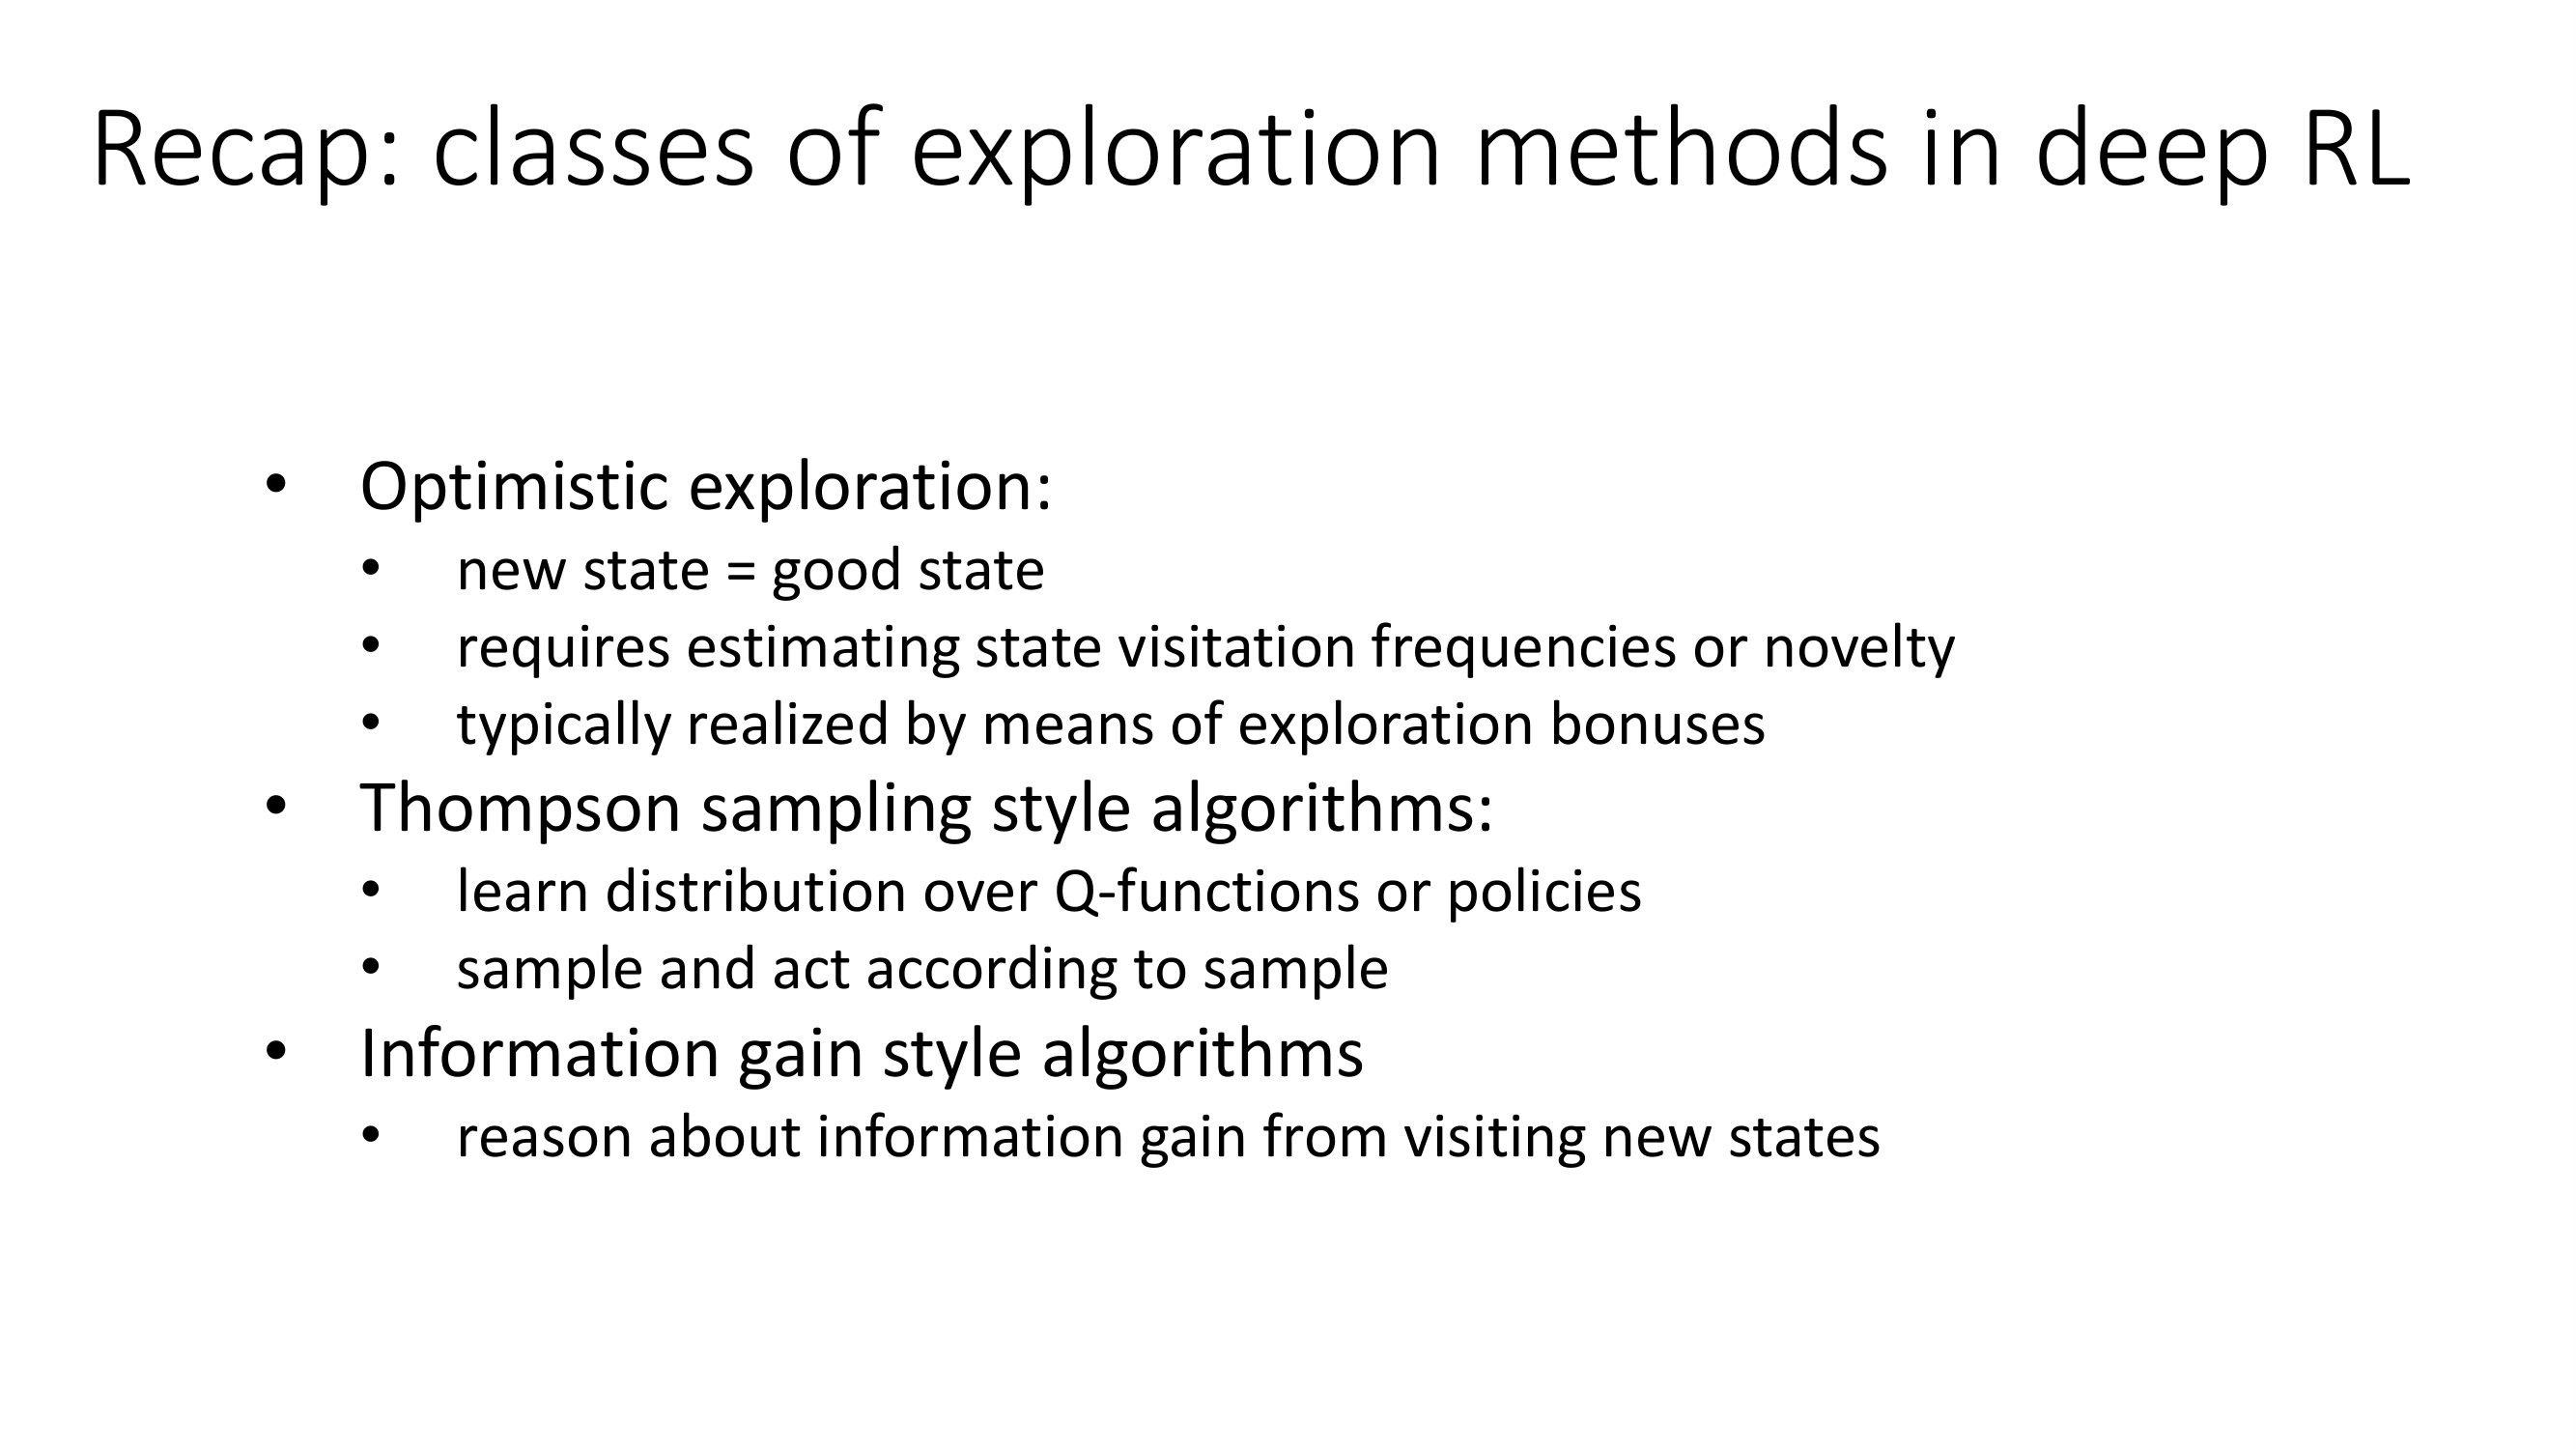 Recap: classes of exploration methods in deep RL
• Optimistic exploration:
• new state = good state
• requires estimating state visitation frequencies or novelty
• typically realized by means of exploration bonuses
• Thompson sampling style algorithms:
• learn distribution over Q-functions or policies
• sample and act according to sample
• Information gain style algorithms
• reason about information gain from visiting new states